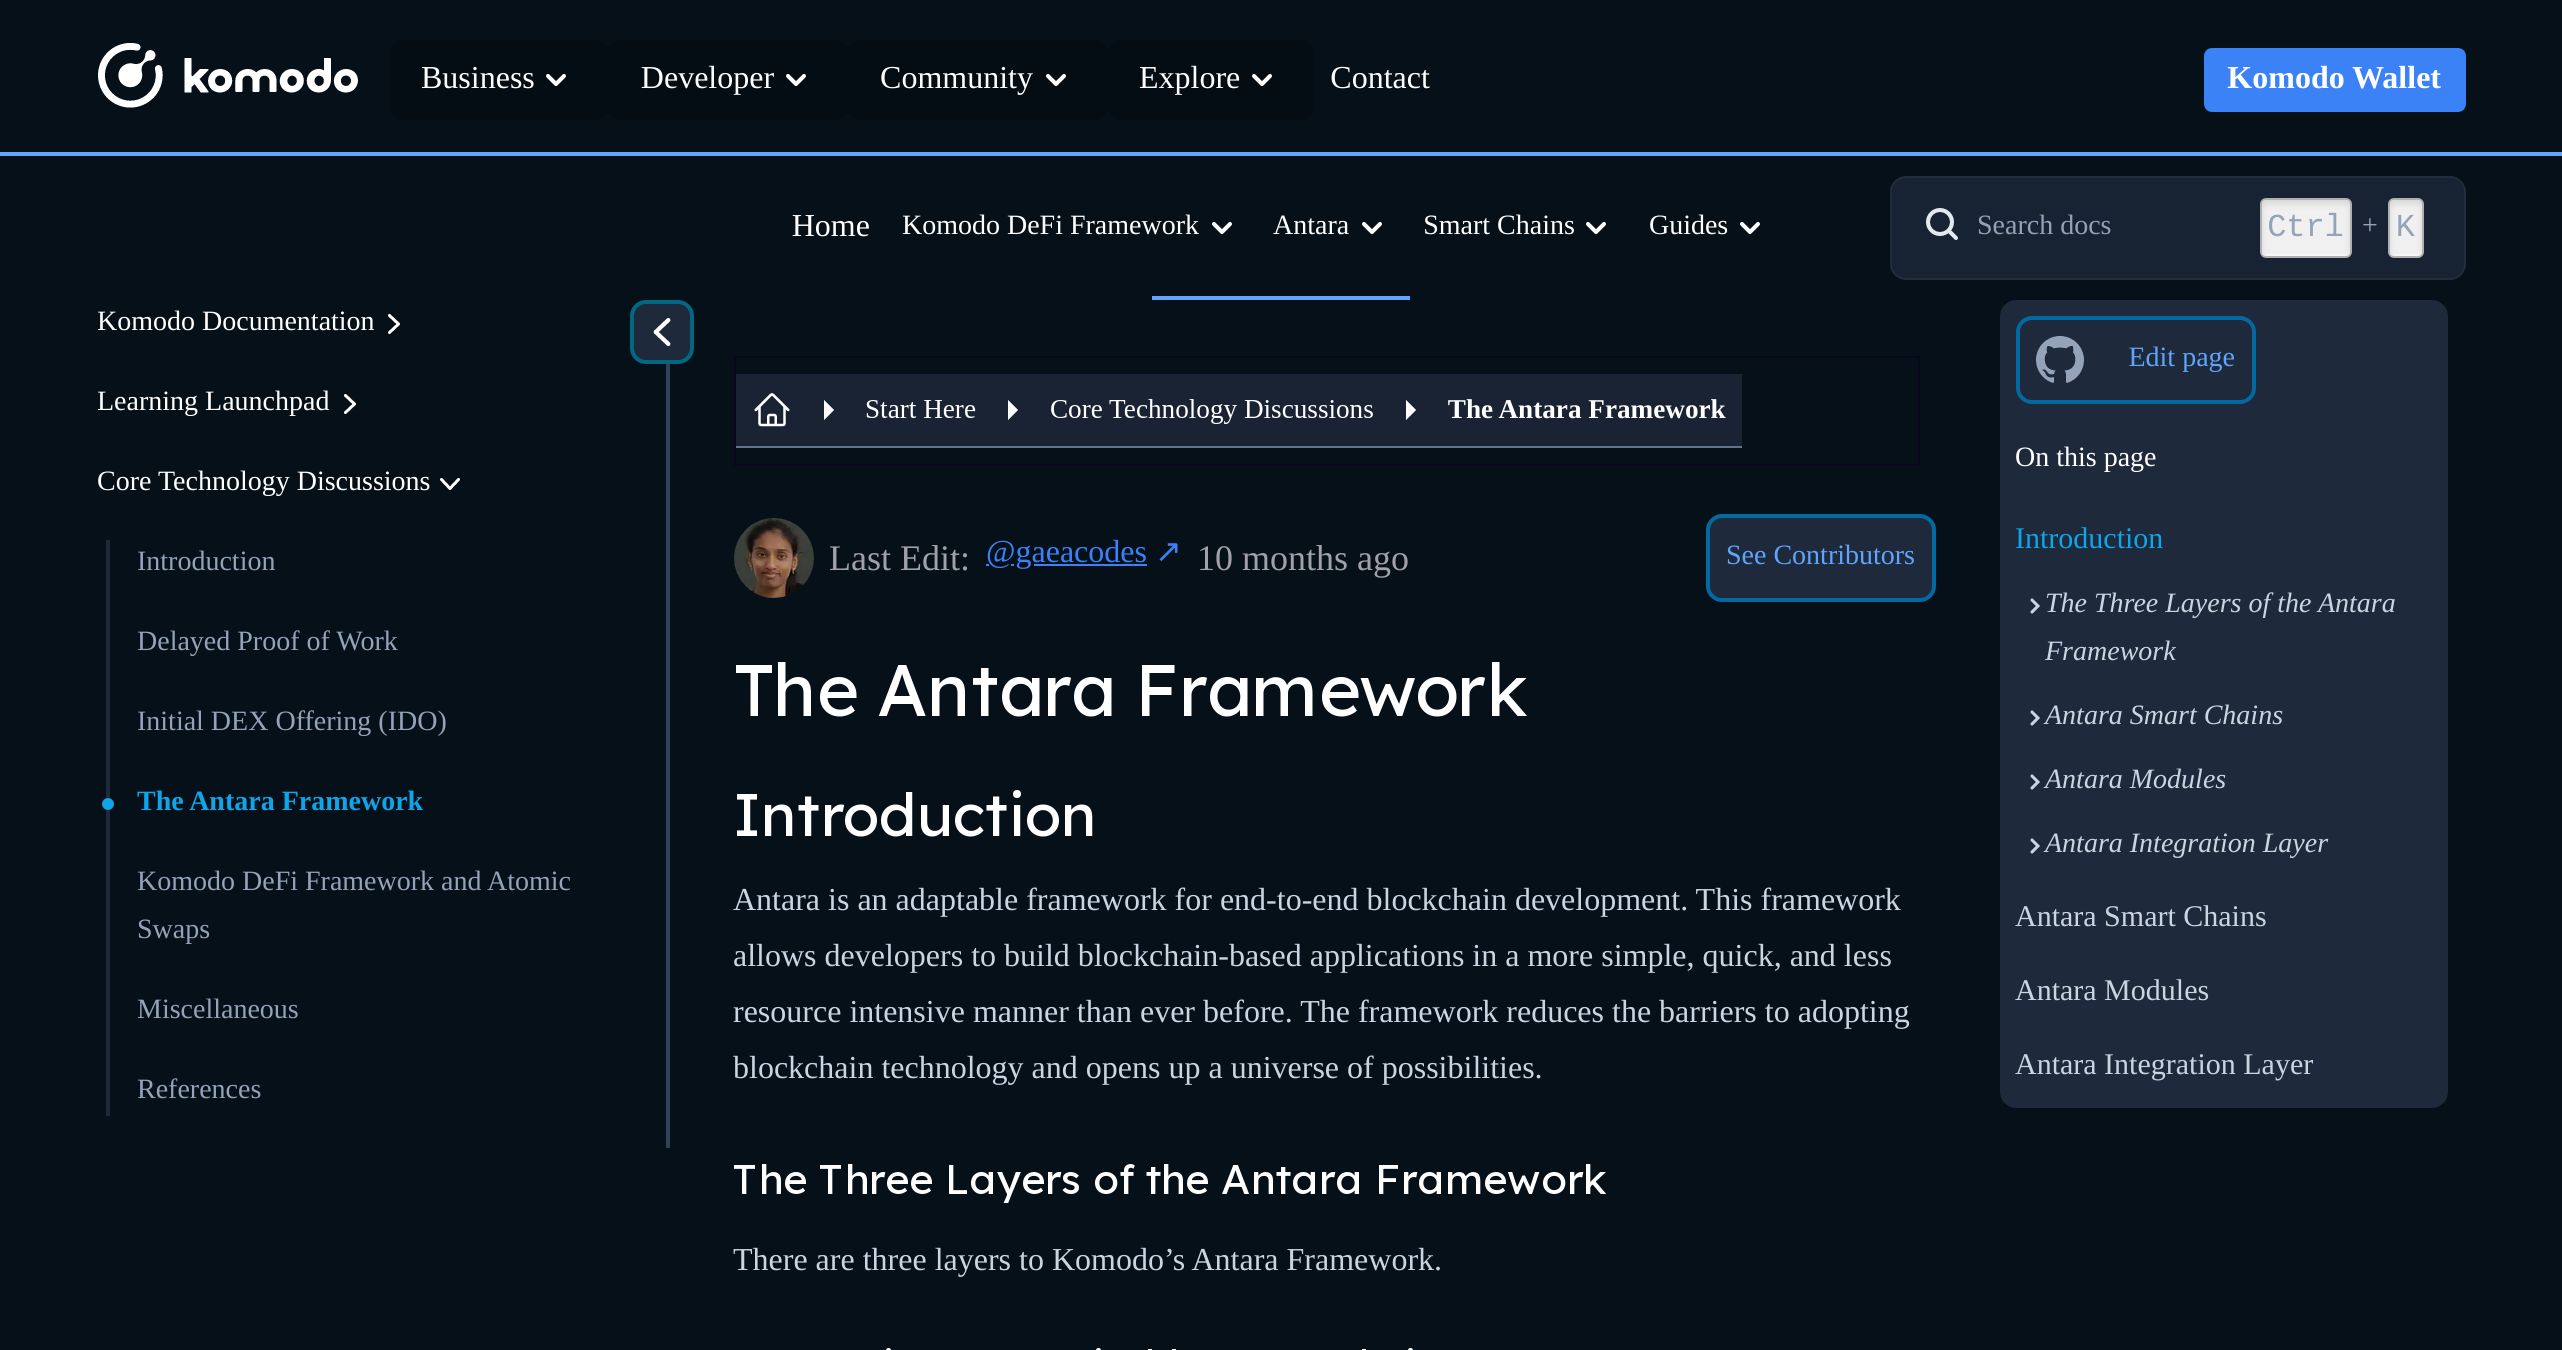 komodo Business Developer Community Explore Contact Komodo Wallet
Home Komodo DeFi Framework Antara Smart Chains Guides Search docs Ctrl + K
Komodo Documentation
Learning Launchpad
Core Technology Discussions
Introduction
Delayed Proof of Work
Initial DEX Offering (IDO)
The Antara Framework
Komodo DeFi Framework and Atomic
Swaps
Miscellaneous
References
Start Here Core Technology Discussions The Antara Framework
Last Edit: @gaeacodes ↗ 10 months ago See Contributors
The Antara Framework
Introduction
Antara is an adaptable framework for end-to-end blockchain development. This framework
allows developers to build blockchain-based applications in a more simple, quick, and less
resource intensive manner than ever before. The framework reduces the barriers to adopting
blockchain technology and opens up a universe of possibilities.
The Three Layers of the Antara Framework
There are three layers to Komodo’s Antara Framework.
Edit page
On this page
Introduction
The Three Layers of the Antara
Framework
Antara Smart Chains
Antara Modules
Antara Integration Layer
Antara Smart Chains
Antara Modules
Antara Integration Layer